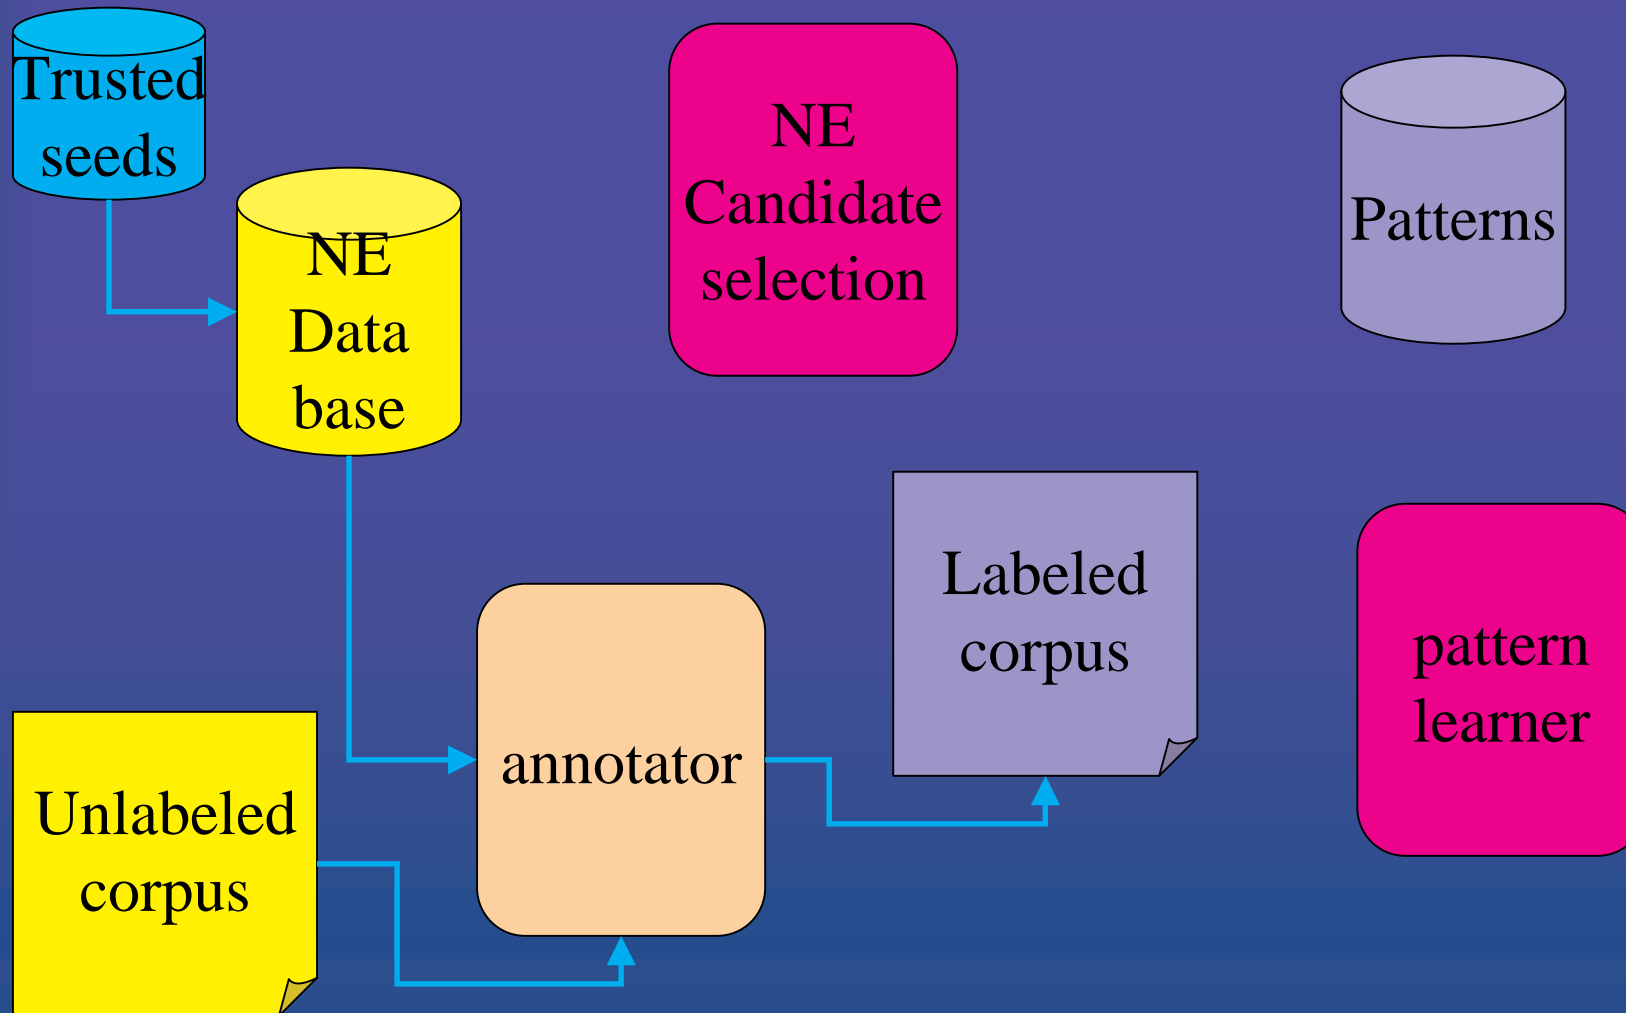 Trusted
seeds
NE
Data
base
NE
Candidate
selection
Patterns
Labeled
corpus
pattern
learner
annotator
Unlabeled
corpus